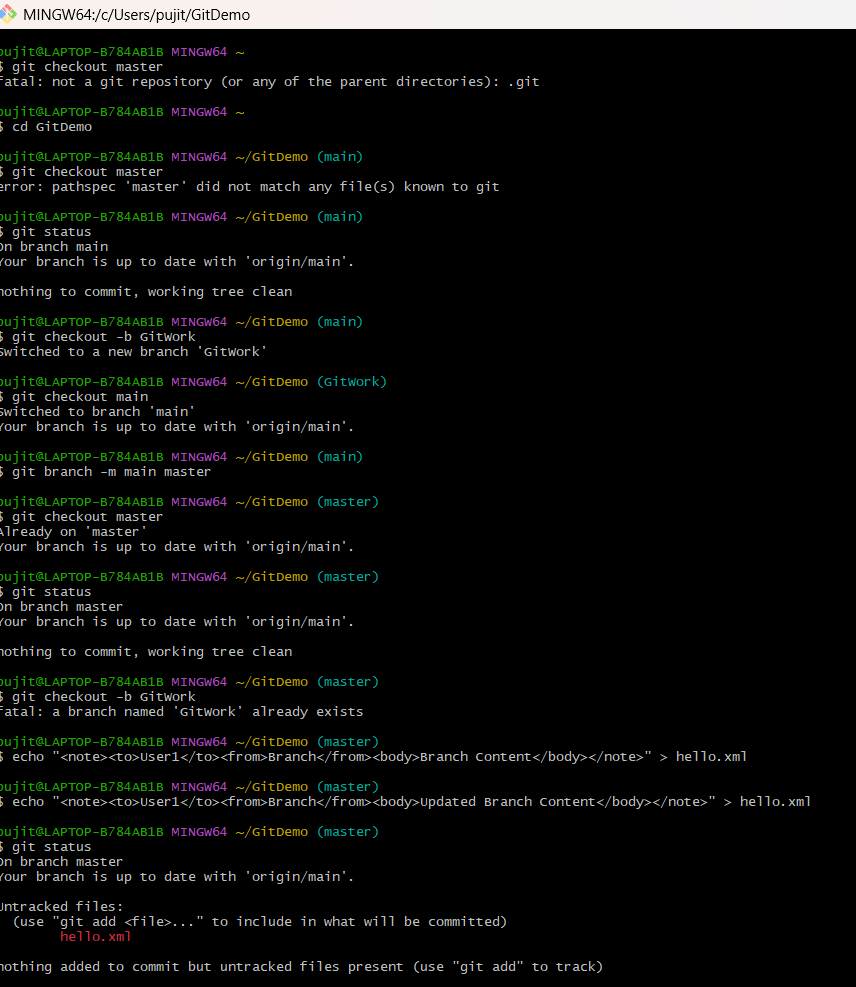 MINGW64:/c/Users/pujit/GitDemo
pujit@LAPTOP-B784AB1B MINGW64 ~
$ git checkout master
fatal: not a git repository (or any of the parent directories): .git
pujit@LAPTOP-B784AB1B MINGW64 ~
$ cd GitDemo
pujit@LAPTOP-B784AB1B MINGW64 ~/GitDemo (main)
$ git checkout master
error: pathspec 'master' did not match any file(s) known to git
pujit@LAPTOP-B784AB1B MINGW64 ~/GitDemo (main)
$ git status
On branch main
Your branch is up to date with 'origin/main'.
nothing to commit, working tree clean
pujit@LAPTOP-B784AB1B MINGW64 ~/GitDemo (main)
$ git checkout -b GitWork
Switched to a new branch 'GitWork'
pujit@LAPTOP-B784AB1B MINGW64 ~/GitDemo (GitWork)
$ git checkout main
Switched to branch 'main'
Your branch is up to date with 'origin/main'.
pujit@LAPTOP-B784AB1B MINGW64 ~/GitDemo (main)
$ git branch -m main master
pujit@LAPTOP-B784AB1B MINGW64 ~/GitDemo (master)
$ git checkout master
Already on 'master'
Your branch is up to date with 'origin/main'.
pujit@LAPTOP-B784AB1B MINGW64 ~/GitDemo (master)
$ git status
On branch master
Your branch is up to date with 'origin/main'.
nothing to commit, working tree clean
pujit@LAPTOP-B784AB1B MINGW64 ~/GitDemo (master)
$ git checkout -b GitWork
fatal: a branch named 'GitWork' already exists
pujit@LAPTOP-B784AB1B MINGW64 ~/GitDemo (master)
$ echo "<note><to>User1</to><from>Branch</from><body>Branch Content</body></note>" > hello.xml
pujit@LAPTOP-B784AB1B MINGW64 ~/GitDemo (master)
$ echo "<note><to>User1</to><from>Branch</from><body>Updated Branch Content</body></note>" > hello.xml
pujit@LAPTOP-B784AB1B MINGW64 ~/GitDemo (master)
$ git status
On branch master
Your branch is up to date with 'origin/main'.
Untracked files:
(use "git add <file>..." to include in what will be committed)
hello.xml
nothing added to commit but untracked files present (use "git add" to track)